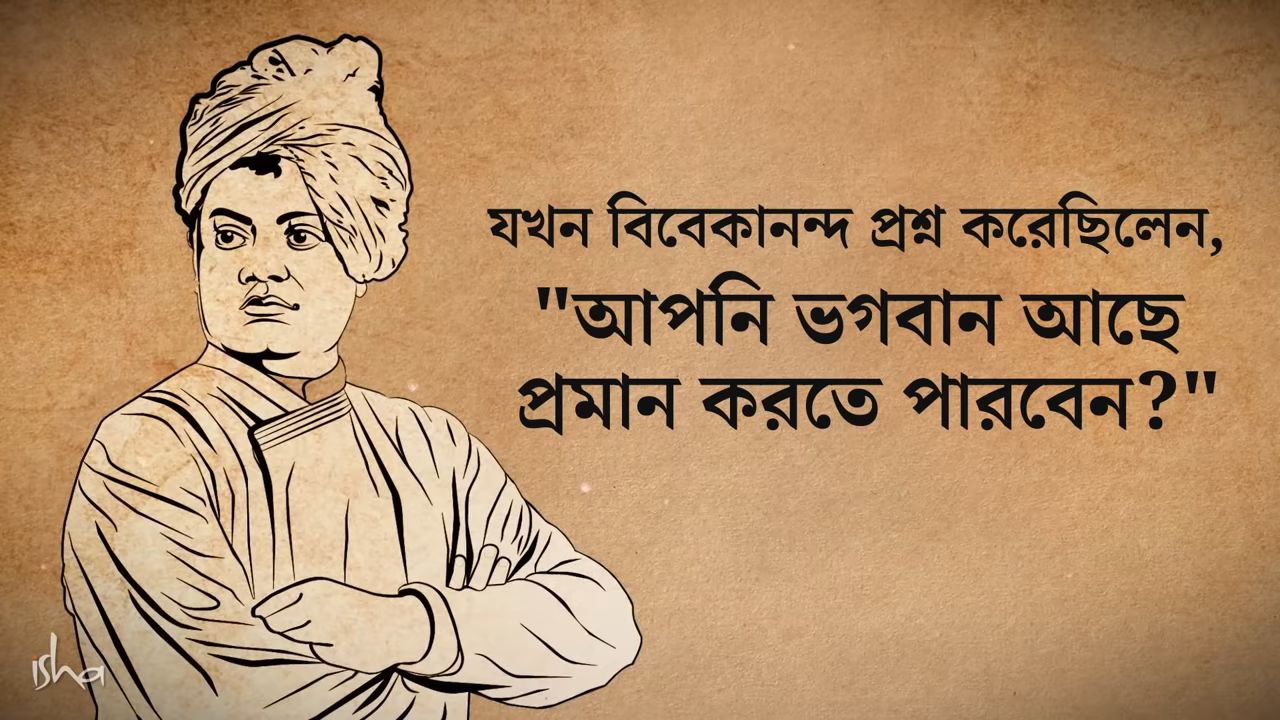 যখন বিবেকানন্দ প্রশ্ন করেছিলেন,
"আপনি ভগবান আছে
প্রমান করতে পারবেন?"
isha